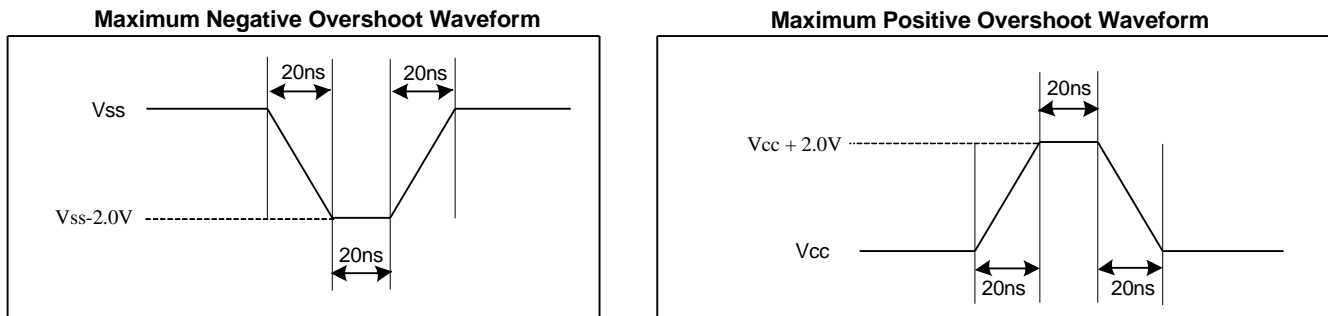 Maximum Negative Overshoot Waveform
20ns
20ns
Vss
Vss-2.0V
20ns
Maximum Positive Overshoot Waveform
20ns
Vcc + 2.0V
Vcc
20ns
20ns